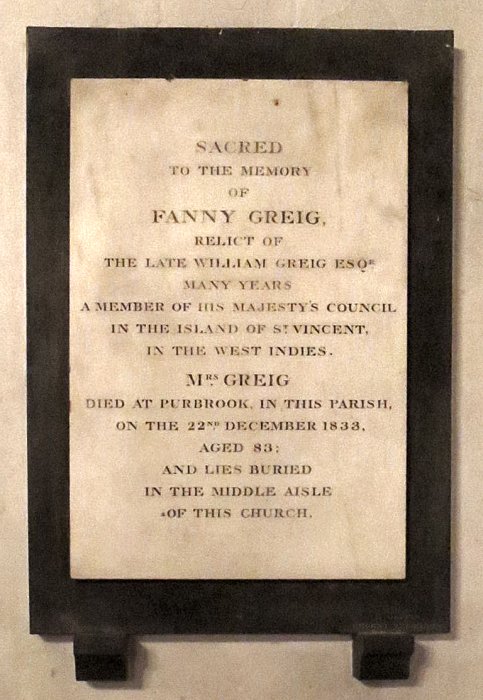 SACRED
TO THE MEMORY
OF
FANNY GREIG,
RELICT OF
THE LATE WILLIAM GREIG ESQR
MANY YEARS
A MEMBER OF HIS MAJESTY'S COUNCIL
IN THE ISLAND OF ST VINCENT,
IN THE WEST INDIES.
MRS GREIG
DIED AT PURBROOK, IN THIS PARISH,
ON THE 22ND DECEMBER 1833,
AGED 83;
AND LIES BURIED
IN THE MIDDLE AISLE
OF THIS CHURCH.